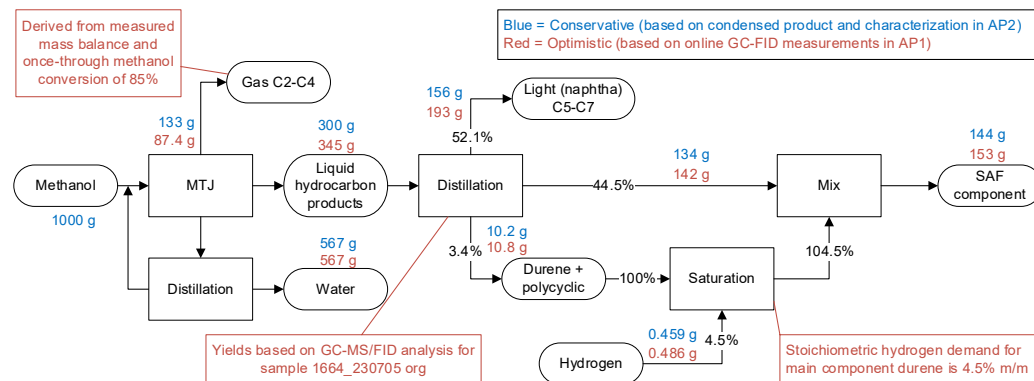 Derived from measured
mass balance and
once-through methanol
conversion of 85%
Blue = Conservative (based on condensed product and characterization in AP2)
Red = Optimistic (based on online GC-FID measurements in AP1)
Gas C2-C4
156 g
193 g
Light (naphtha)
C5-C7
133 g
87.4 g
300 g
345 g
52.1%
134 g
142 g
144 g
153 g
Methanol
MTJ
Liquid
hydrocarbon
products
Distillation
44.5%
Mix
SAF
component
1000 g
567 g
567 g
10.2 g
10.8 g
3.4%
104.5%
Distillation
Water
Durene +
polycyclic
100%
Saturation
0.459 g
0.486 g
4.5%
Yields based on GC-MS/FID analysis for
sample 1664_230705 org
Hydrogen
Stoichiometric hydrogen demand for
main component durene is 4.5% m/m